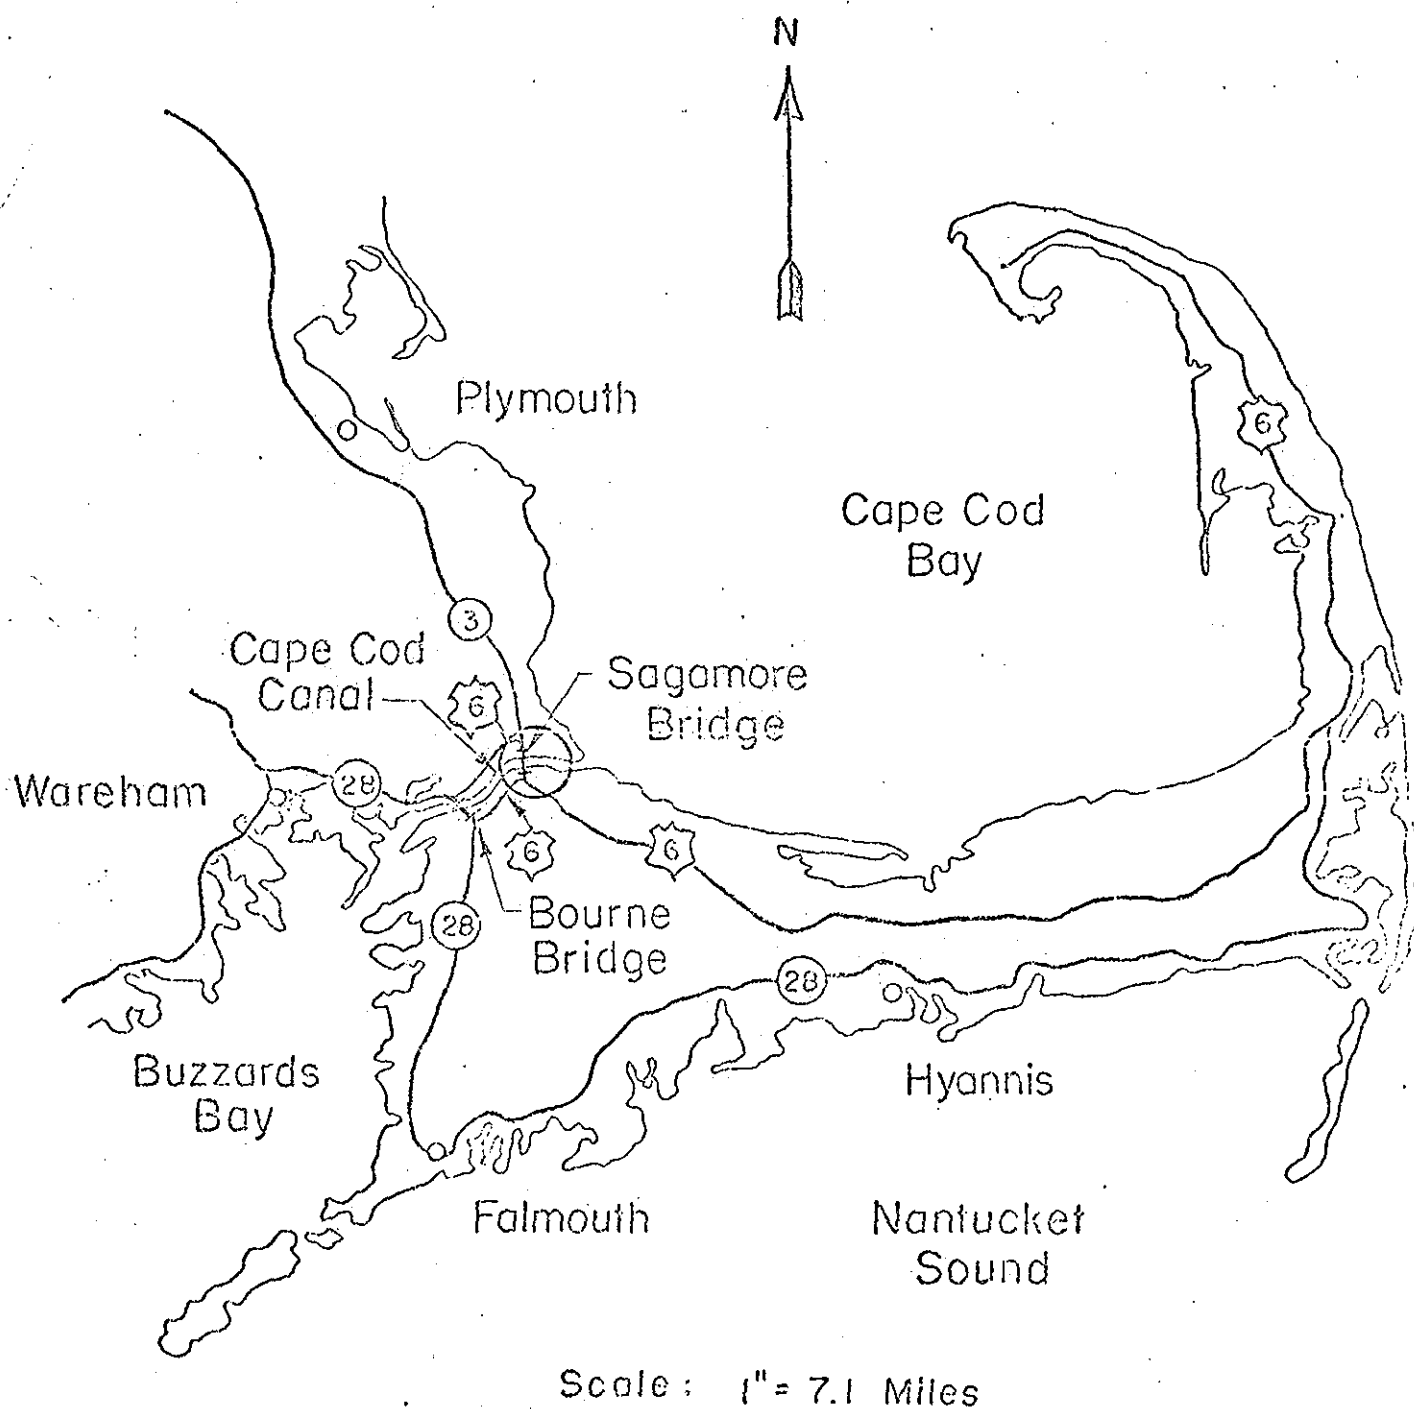 N
Plymouth
6
Cape Cod
Bay
3
Cape Cod
Canal
6
Sagamore
Bridge
Wareham
28
6
6
28
Bourne
Bridge
28
Buzzards
Bay
Hyannis
Falmouth
Nantucket
Sound
Scale: 1" = 7.1 Miles